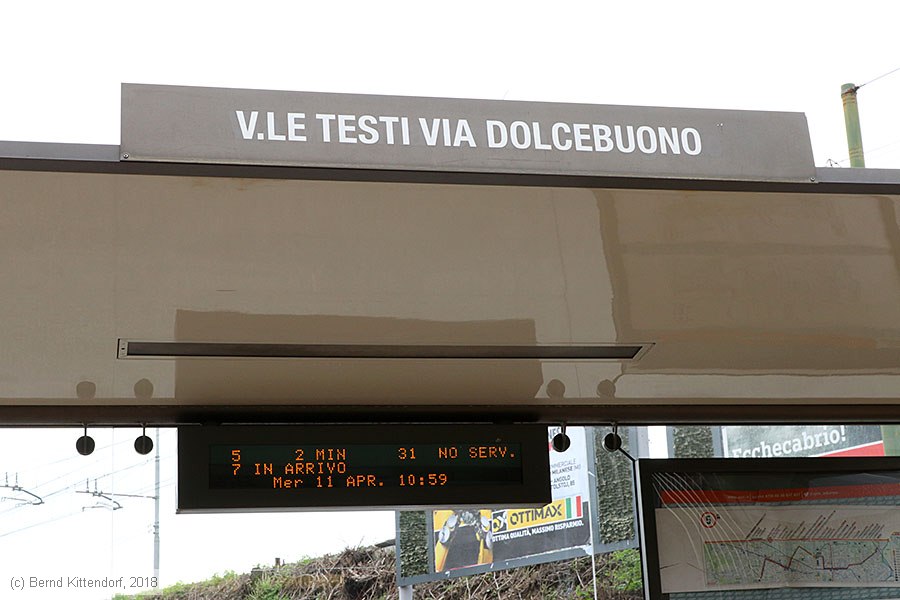 V.LE TESTI VIA DOLCEBUONO
5 2 MIN 31 NO SERV.
7 IN ARRIVO
Mer 11 APR. 10:59
OTTIMAX
OTTIMA QUALITÀ, MASSIMO RISPARMIO.
Ecchecabrio!
(c) Bernd Kittendorf, 2018